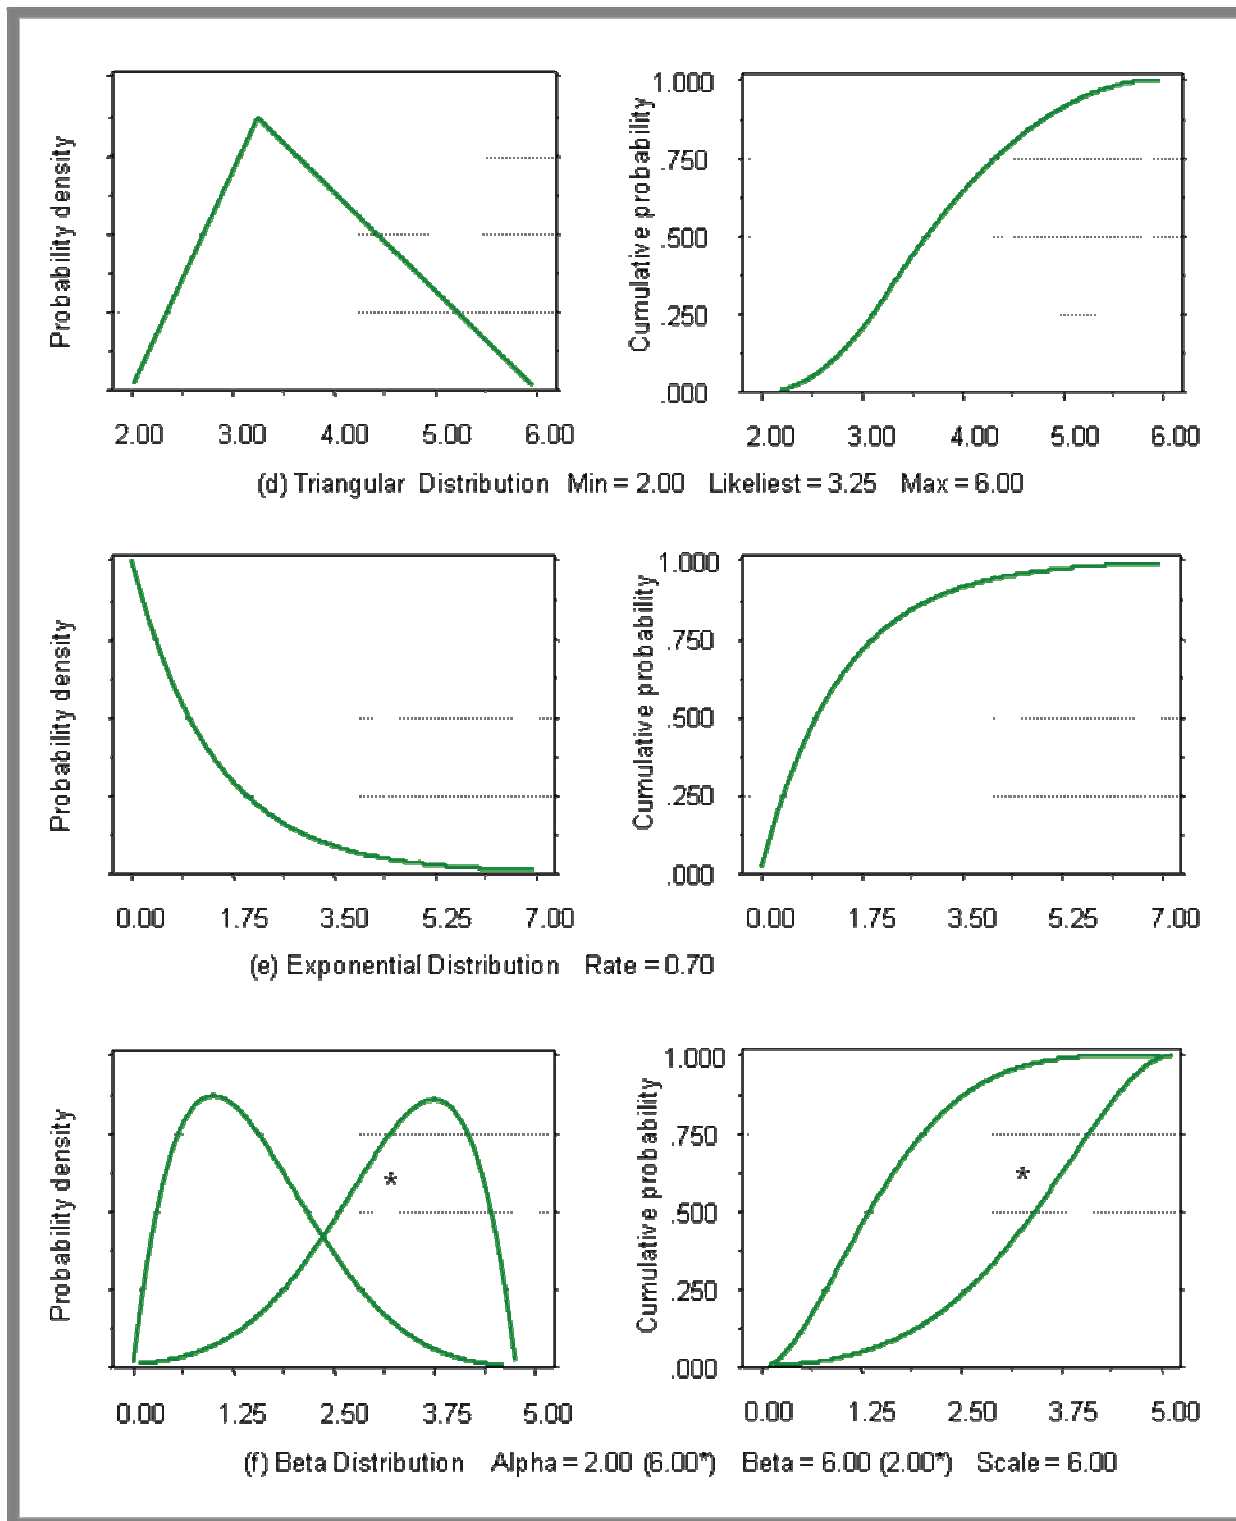 Probability density
2.00 3.00 4.00 5.00 6.00
Cumulative probability
1.000
.750
.500
.250
.000
2.00 3.00 4.00 5.00 6.00
(d) Triangular Distribution Min = 2.00 Likeliest = 3.25 Max = 6.00
Probability density
0.00 1.75 3.50 5.25 7.00
Cumulative probability
1.000
.750
.500
.250
.000
0.00 1.75 3.50 5.25 7.00
(e) Exponential Distribution Rate = 0.70
Probability density
*
0.00 1.25 2.50 3.75 5.00
Cumulative probability
1.000
.750
.500
.250
.000
*
0.00 1.25 2.50 3.75 5.00
(f) Beta Distribution Alpha = 2.00 (6.00*) Beta = 6.00 (2.00*) Scale = 6.00